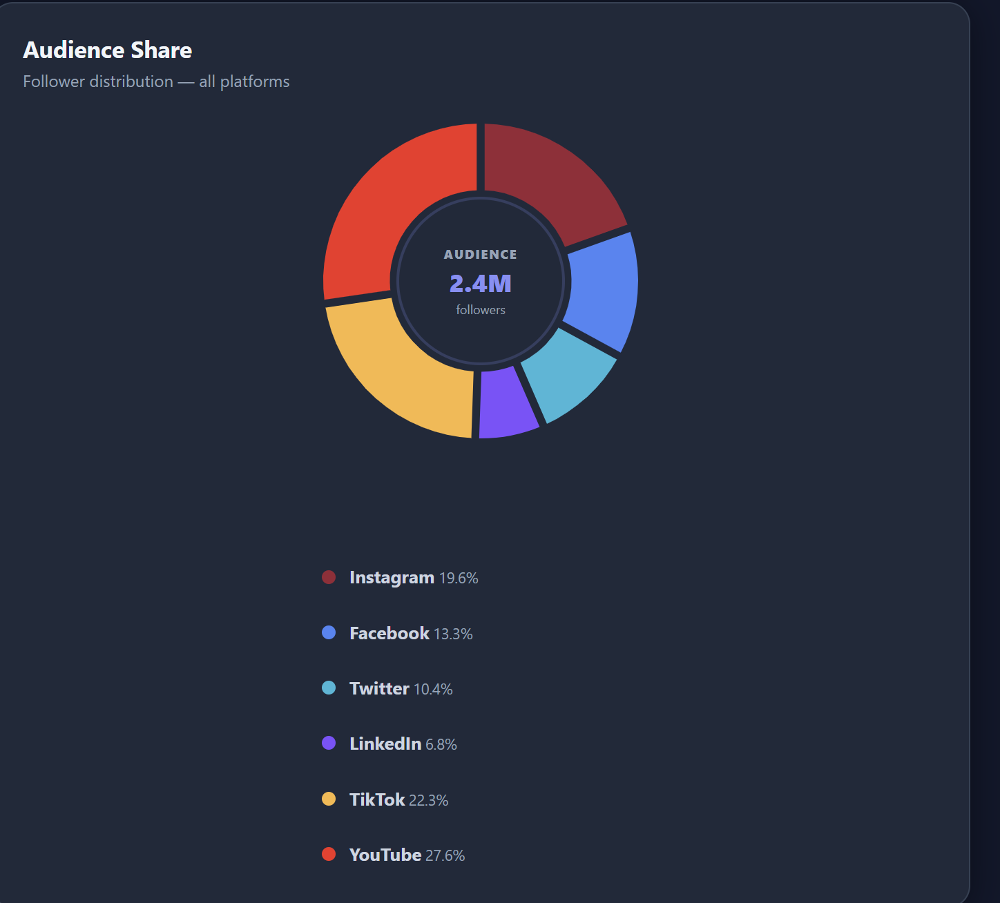 Audience Share
Follower distribution — all platforms
AUDIENCE
2.4M
followers
Instagram 19.6%
Facebook 13.3%
Twitter 10.4%
LinkedIn 6.8%
TikTok 22.3%
YouTube 27.6%